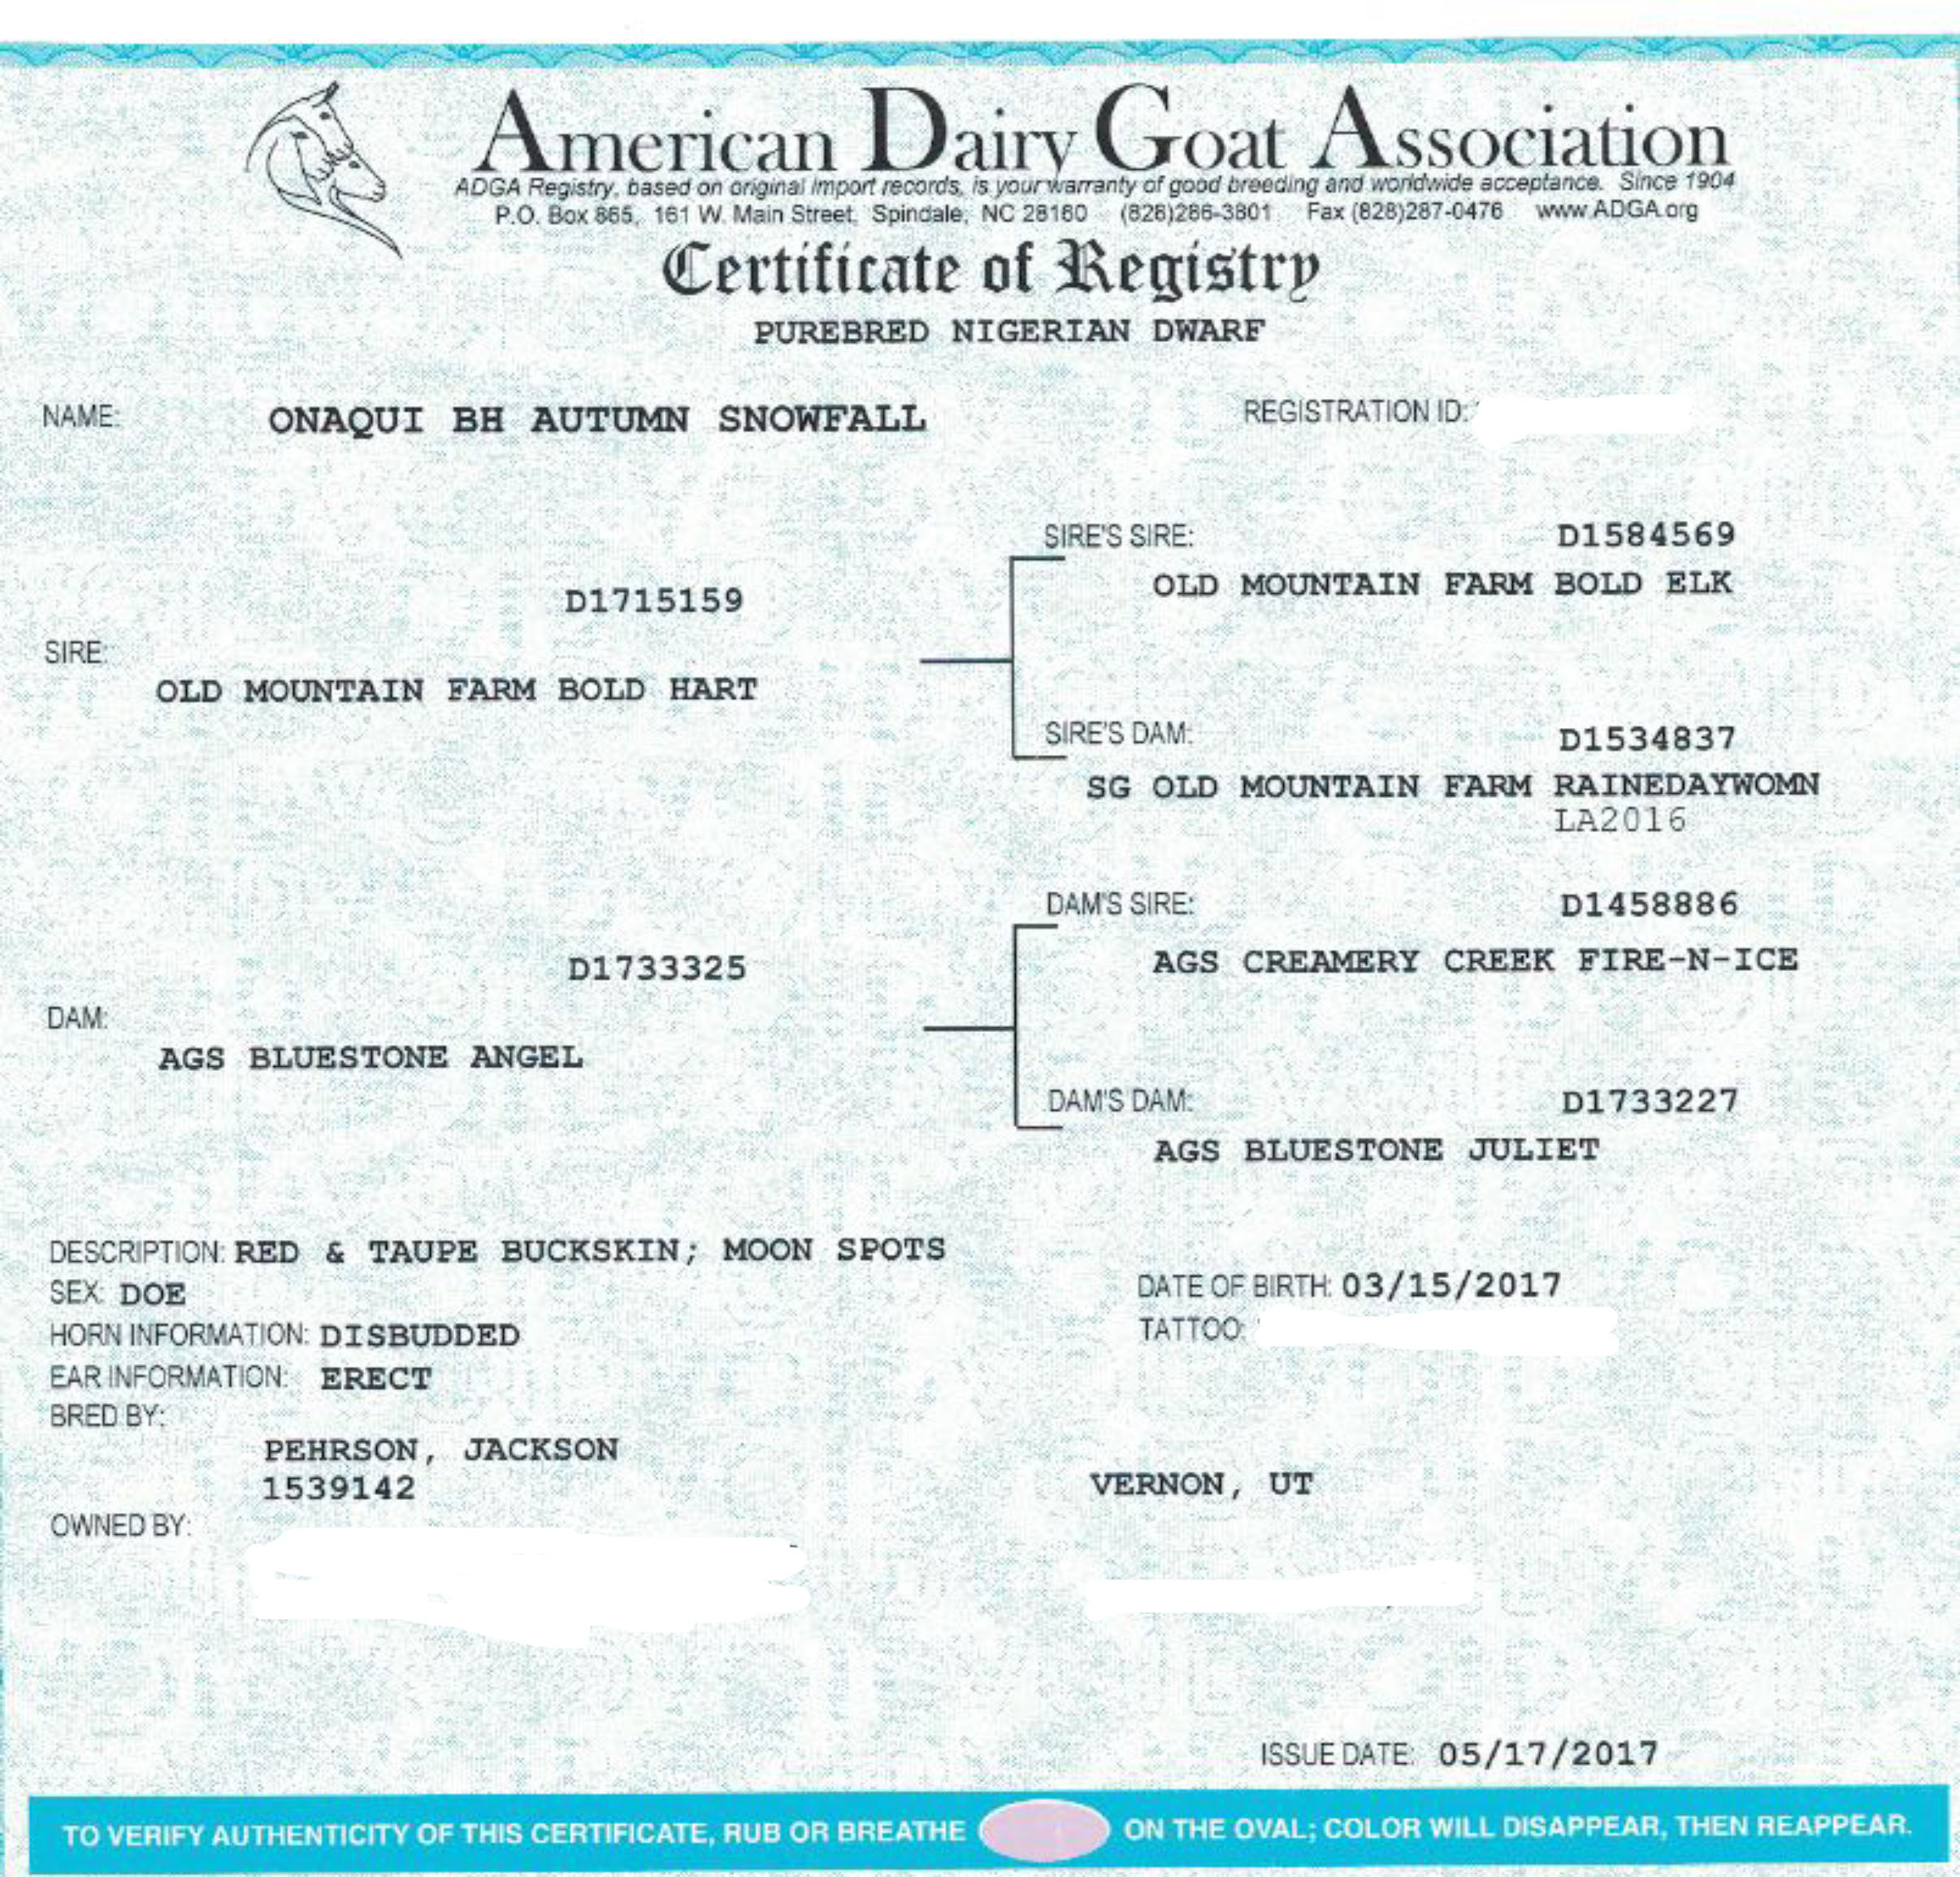 American Dairy Goat Association
ADGA Registry, based on original import records, is your warranty of good breeding and worldwide acceptance. Since 1904
P.O. Box 865, 161 W. Main Street, Spindale, NC 28160 (828)286-3801 Fax (828)287-0476 www.ADGA.org
Certificate of Registry
PUREBRED NIGERIAN DWARF
NAME: ONAQUI BH AUTUMN SNOWFALL REGISTRATION ID:
SIRE'S SIRE: D1584569
OLD MOUNTAIN FARM BOLD ELK
D1715159
SIRE:
OLD MOUNTAIN FARM BOLD HART
SIRE'S DAM: D1534837
SG OLD MOUNTAIN FARM RAINEDAYWOMN
LA2016
DAM'S SIRE: D1458886
AGS CREAMERY CREEK FIRE-N-ICE
D1733325
DAM:
AGS BLUESTONE ANGEL
DAM'S DAM: D1733227
AGS BLUESTONE JULIET
DESCRIPTION: RED & TAUPE BUCKSKIN; MOON SPOTS
SEX: DOE
DATE OF BIRTH: 03/15/2017
HORN INFORMATION: DISBUDDED
TATTOO:
EAR INFORMATION: ERECT
BRED BY:
PEHRSON, JACKSON
1539142 VERNON, UT
OWNED BY:
ISSUE DATE: 05/17/2017
TO VERIFY AUTHENTICITY OF THIS CERTIFICATE, RUB OR BREATHE ON THE OVAL; COLOR WILL DISAPPEAR, THEN REAPPEAR.